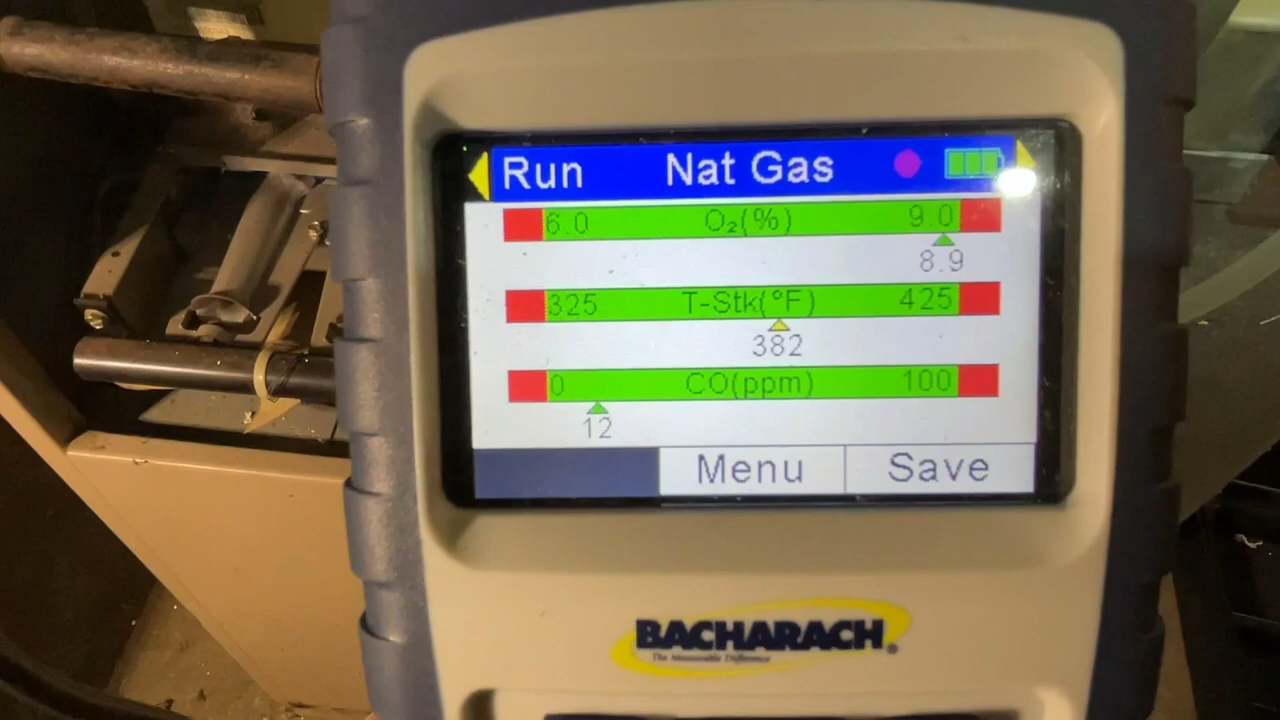 Run Nat Gas
6.0 O₂(%) 9.0
8.9
325 T-Stk(°F) 425
382
0 CO(ppm) 100
12
Menu Save
BACHARACH®
The Measurable Difference